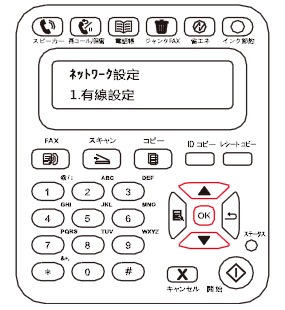 スピーカー 再コール/保留 電話帳 ジャンクFAX 省エネ インク節約
ﾈｯﾄﾜｰｸ設定
1.有線設定
FAX スキャン コピー IDコピー レシートコピー
ABC DEF
1 2 3
GHI JKL MNO
4 5 6
OK
PQRS TUV WXYZ
7 8 9
ステータス
* 0 #
X
キャンセル 開始